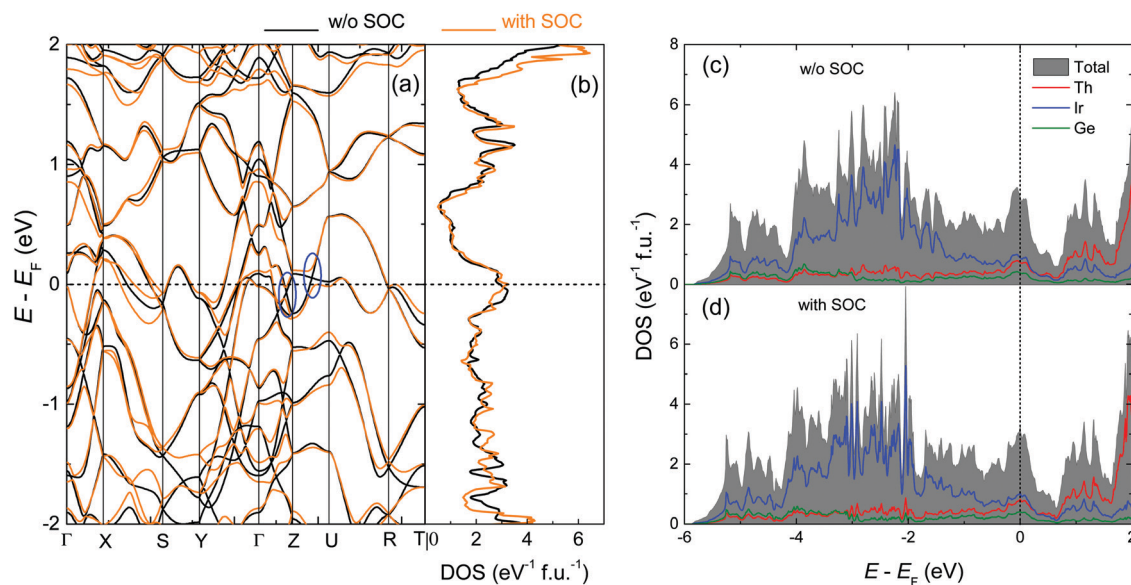 w/o SOC with SOC
(a) (b)
2
1
0
-1
-2
E - E_F (eV)
Γ X S Y Γ Z U R T|0 2 4 6
DOS (eV⁻¹ f.u.⁻¹)
(c) w/o SOC
Total
Th
Ir
Ge
8
6
4
2
0
(d) with SOC
6
4
2
0
DOS (eV⁻¹ f.u.⁻¹)
-6 -4 -2 0 2
E - E_F (eV)